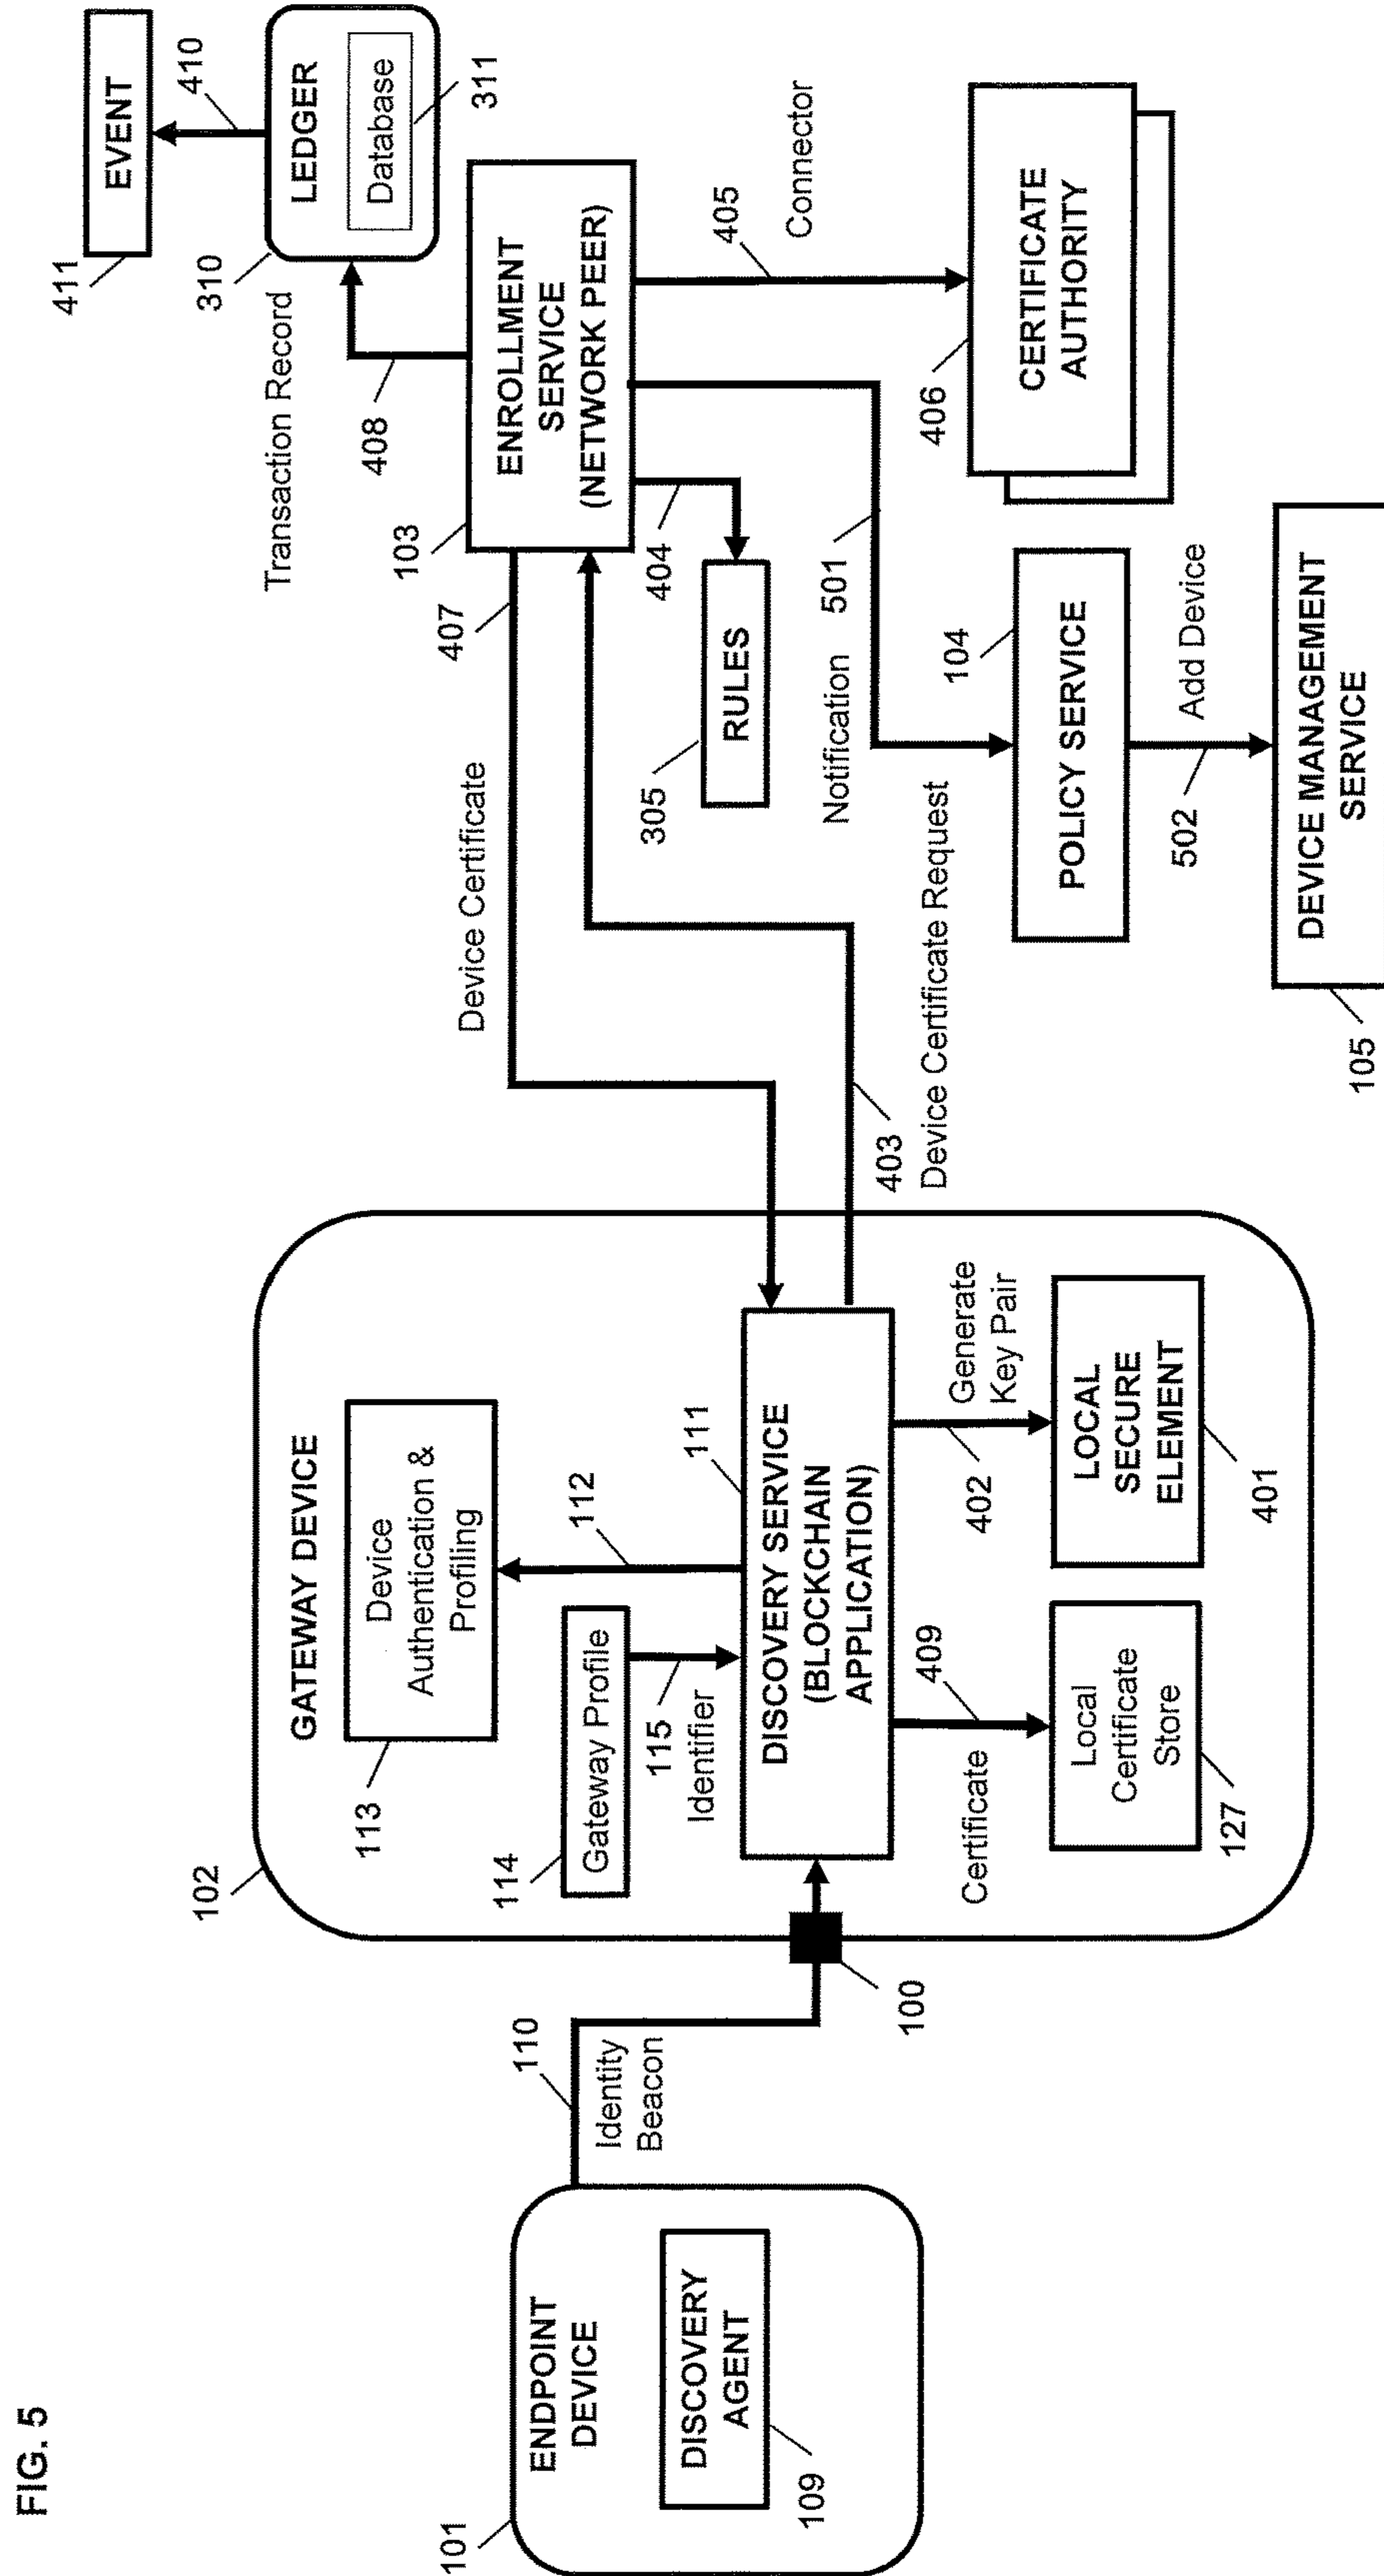 FIG. 5
101
ENDPOINT
DEVICE
DISCOVERY
AGENT
109
110
Identity
Beacon
100
102
GATEWAY DEVICE
113
Device
Authentication &
Profiling
112
114
Gateway Profile
115
Identifier
111
DISCOVERY SERVICE
(BLOCKCHAIN
APPLICATION)
Certificate
409
402
Generate
Key Pair
Local
Certificate
Store
127
LOCAL
SECURE
ELEMENT
401
Device Certificate
407
403
Device Certificate Request
411
EVENT
410
310
LEDGER
Database
311
Transaction Record
408
103
ENROLLMENT
SERVICE
(NETWORK PEER)
404
305
RULES
405
Connector
Notification 501
406
CERTIFICATE
AUTHORITY
104
POLICY SERVICE
502
Add Device
DEVICE MANAGEMENT
SERVICE
105